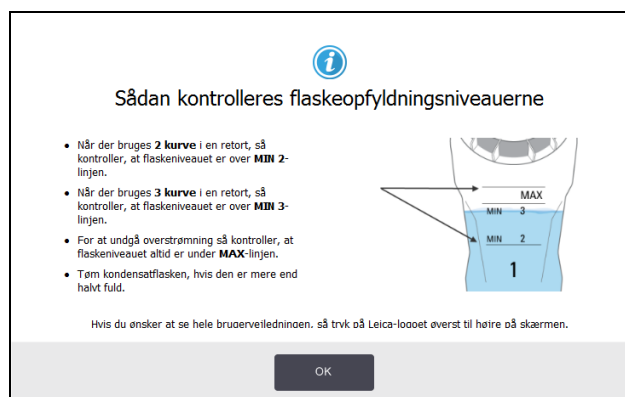 Sådan kontrolleres flaskeopfyldningsniveauerne
• Når der bruges 2 kurve i en retort, så
kontroller, at flaskeniveauet er over MIN 2-
linjen.
• Når der bruges 3 kurve i en retort, så
kontroller, at flaskeniveauet er over MIN 3-
linjen.
• For at undgå overstrømning så kontroller, at
flaskeniveauet altid er under MAX-linjen.
• Tøm kondensatflasken, hvis den er mere end
halvt fuld.
MAX
MIN 3
MIN 2
1
Hvis du ønsker at se hele brugervejledningen, så tryk på Leica-logoet øverst til højre på skærmen.
OK